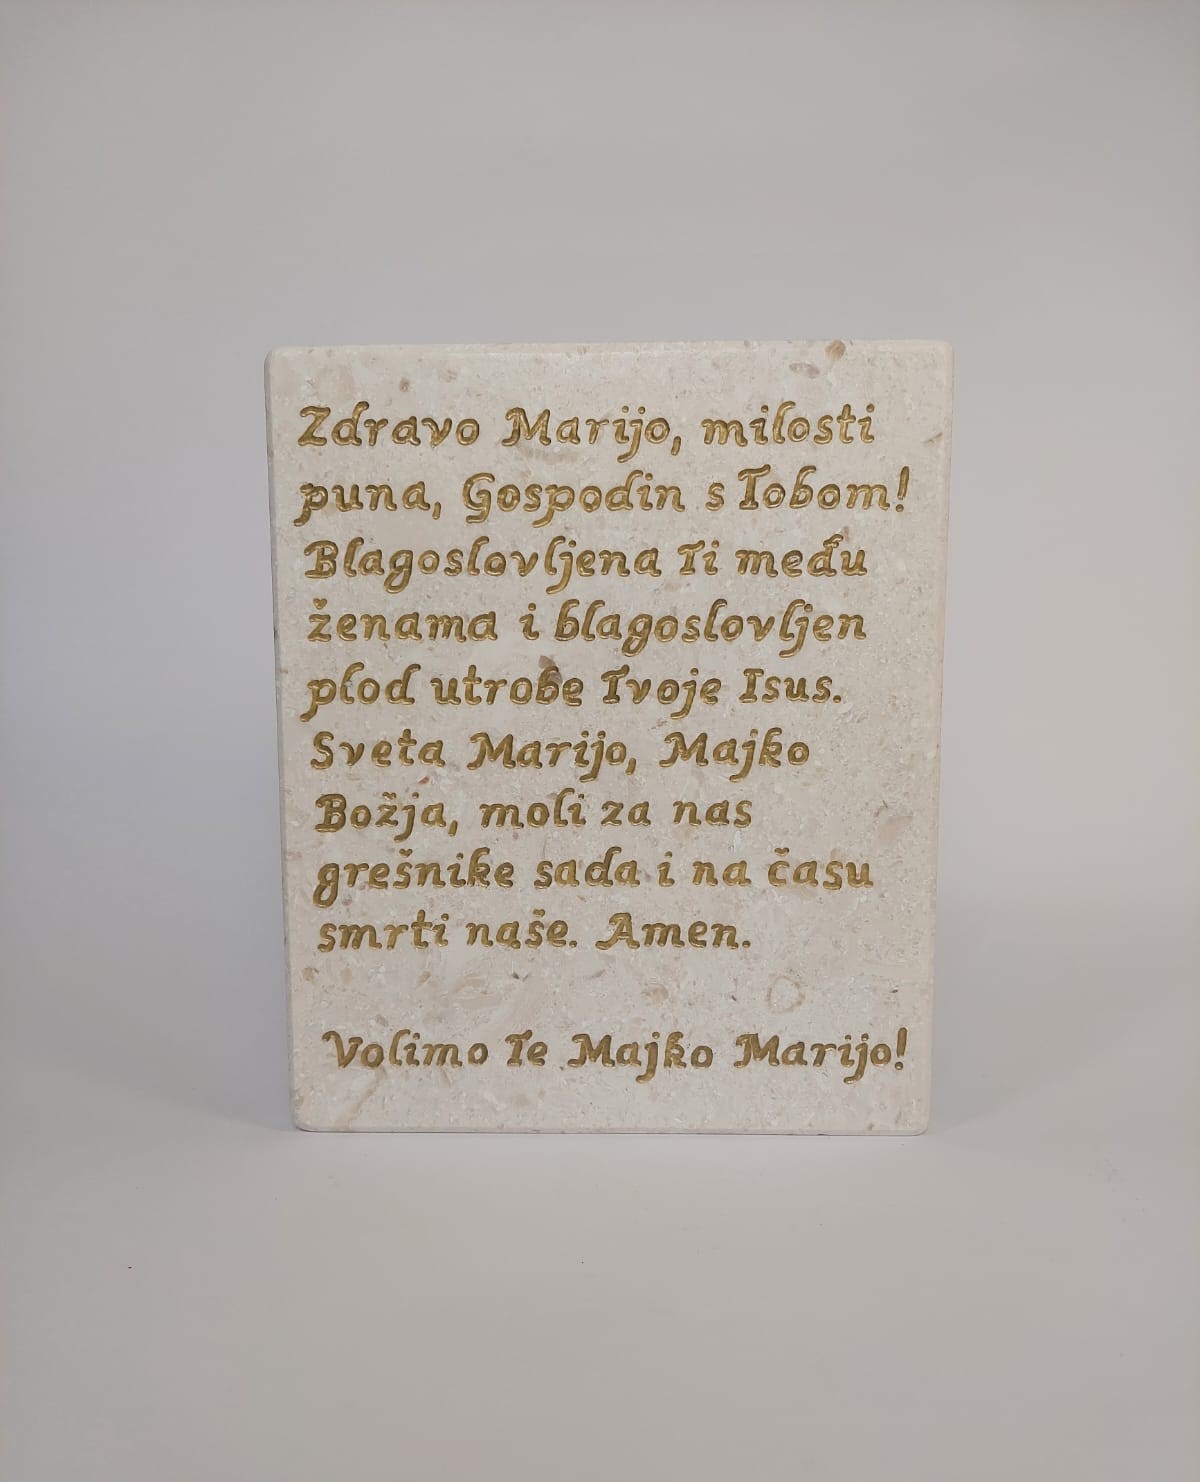 Zdravo Marijo, milosti
puna, Gospodin s Tobom!
Blagoslovljena Ti među
ženama i blagoslovljen
plod utrobe Tvoje Isus.
Sveta Marijo, Majko
Božja, moli za nas
grešnike sada i na času
smrti naše. Amen.
Volimo Te Majko Marijo!